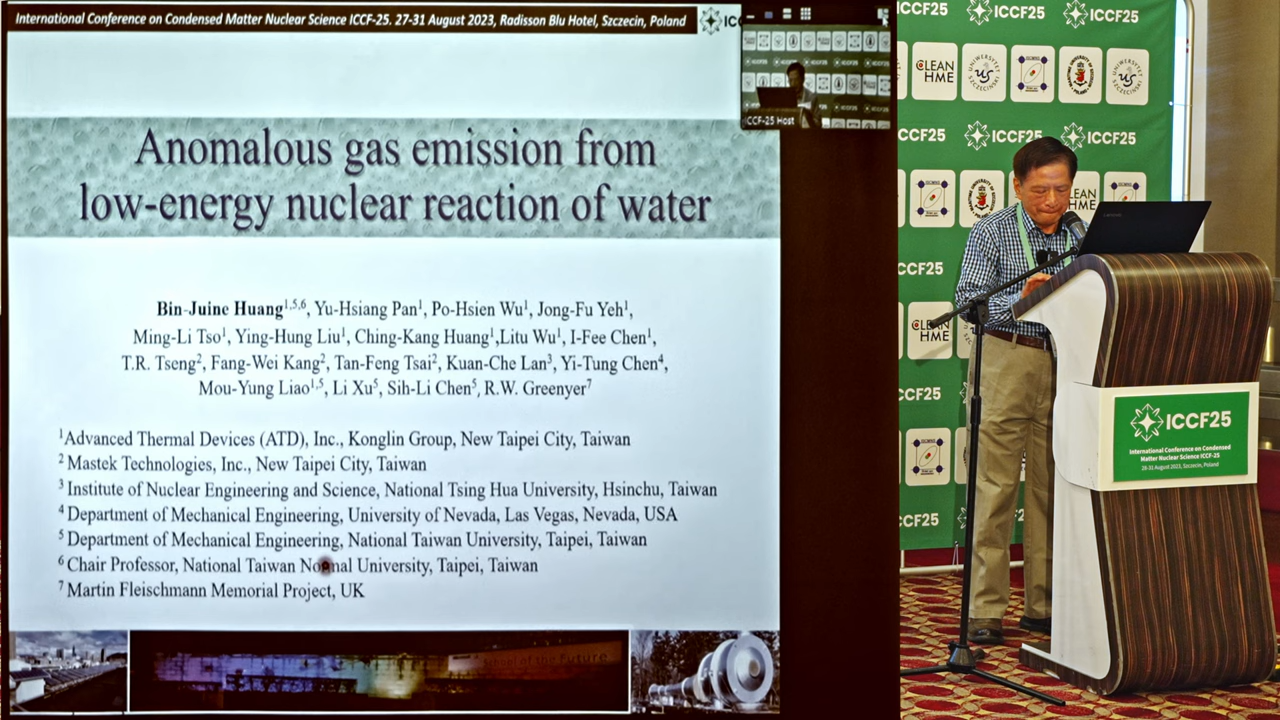 International Conference on Condensed Matter Nuclear Science ICCF-25. 27-31 August 2023, Radisson Blu Hotel, Szczecin, Poland
Anomalous gas emission from
low-energy nuclear reaction of water
Bin-Juine Huang1,5,6, Yu-Hsiang Pan1, Po-Hsien Wu1, Jong-Fu Yeh1,
Ming-Li Tso1, Ying-Hung Liu1, Ching-Kang Huang1,Litu Wu1, I-Fee Chen1,
T.R. Tseng2, Fang-Wei Kang2, Tan-Feng Tsai2, Kuan-Che Lan3, Yi-Tung Chen4,
Mou-Yung Liao1,5, Li Xu5, Sih-Li Chen5, R.W. Greenyer7
1Advanced Thermal Devices (ATD), Inc., Konglin Group, New Taipei City, Taiwan
2 Mastek Technologies, Inc., New Taipei City, Taiwan
3 Institute of Nuclear Engineering and Science, National Tsing Hua University, Hsinchu, Taiwan
4 Department of Mechanical Engineering, University of Nevada, Las Vegas, Nevada, USA
5 Department of Mechanical Engineering, National Taiwan University, Taipei, Taiwan
6 Chair Professor, National Taiwan Normal University, Taipei, Taiwan
7 Martin Fleischmann Memorial Project, UK
School of the Future
ICCF-25 Host
ICCF25
ICCF25
CLEAN
HME
UNIWERSYTET
SZCZECIŃSKI
ICCF25
ICCF25
ICCF25
CLEAN
HME
ICCF25
CLEAN
HME
ICCF25
ICCF25
LENOVO
ICCF25
International Conference on Condensed
Matter Nuclear Science ICCF-25
28-31 August 2023, Szczecin, Poland